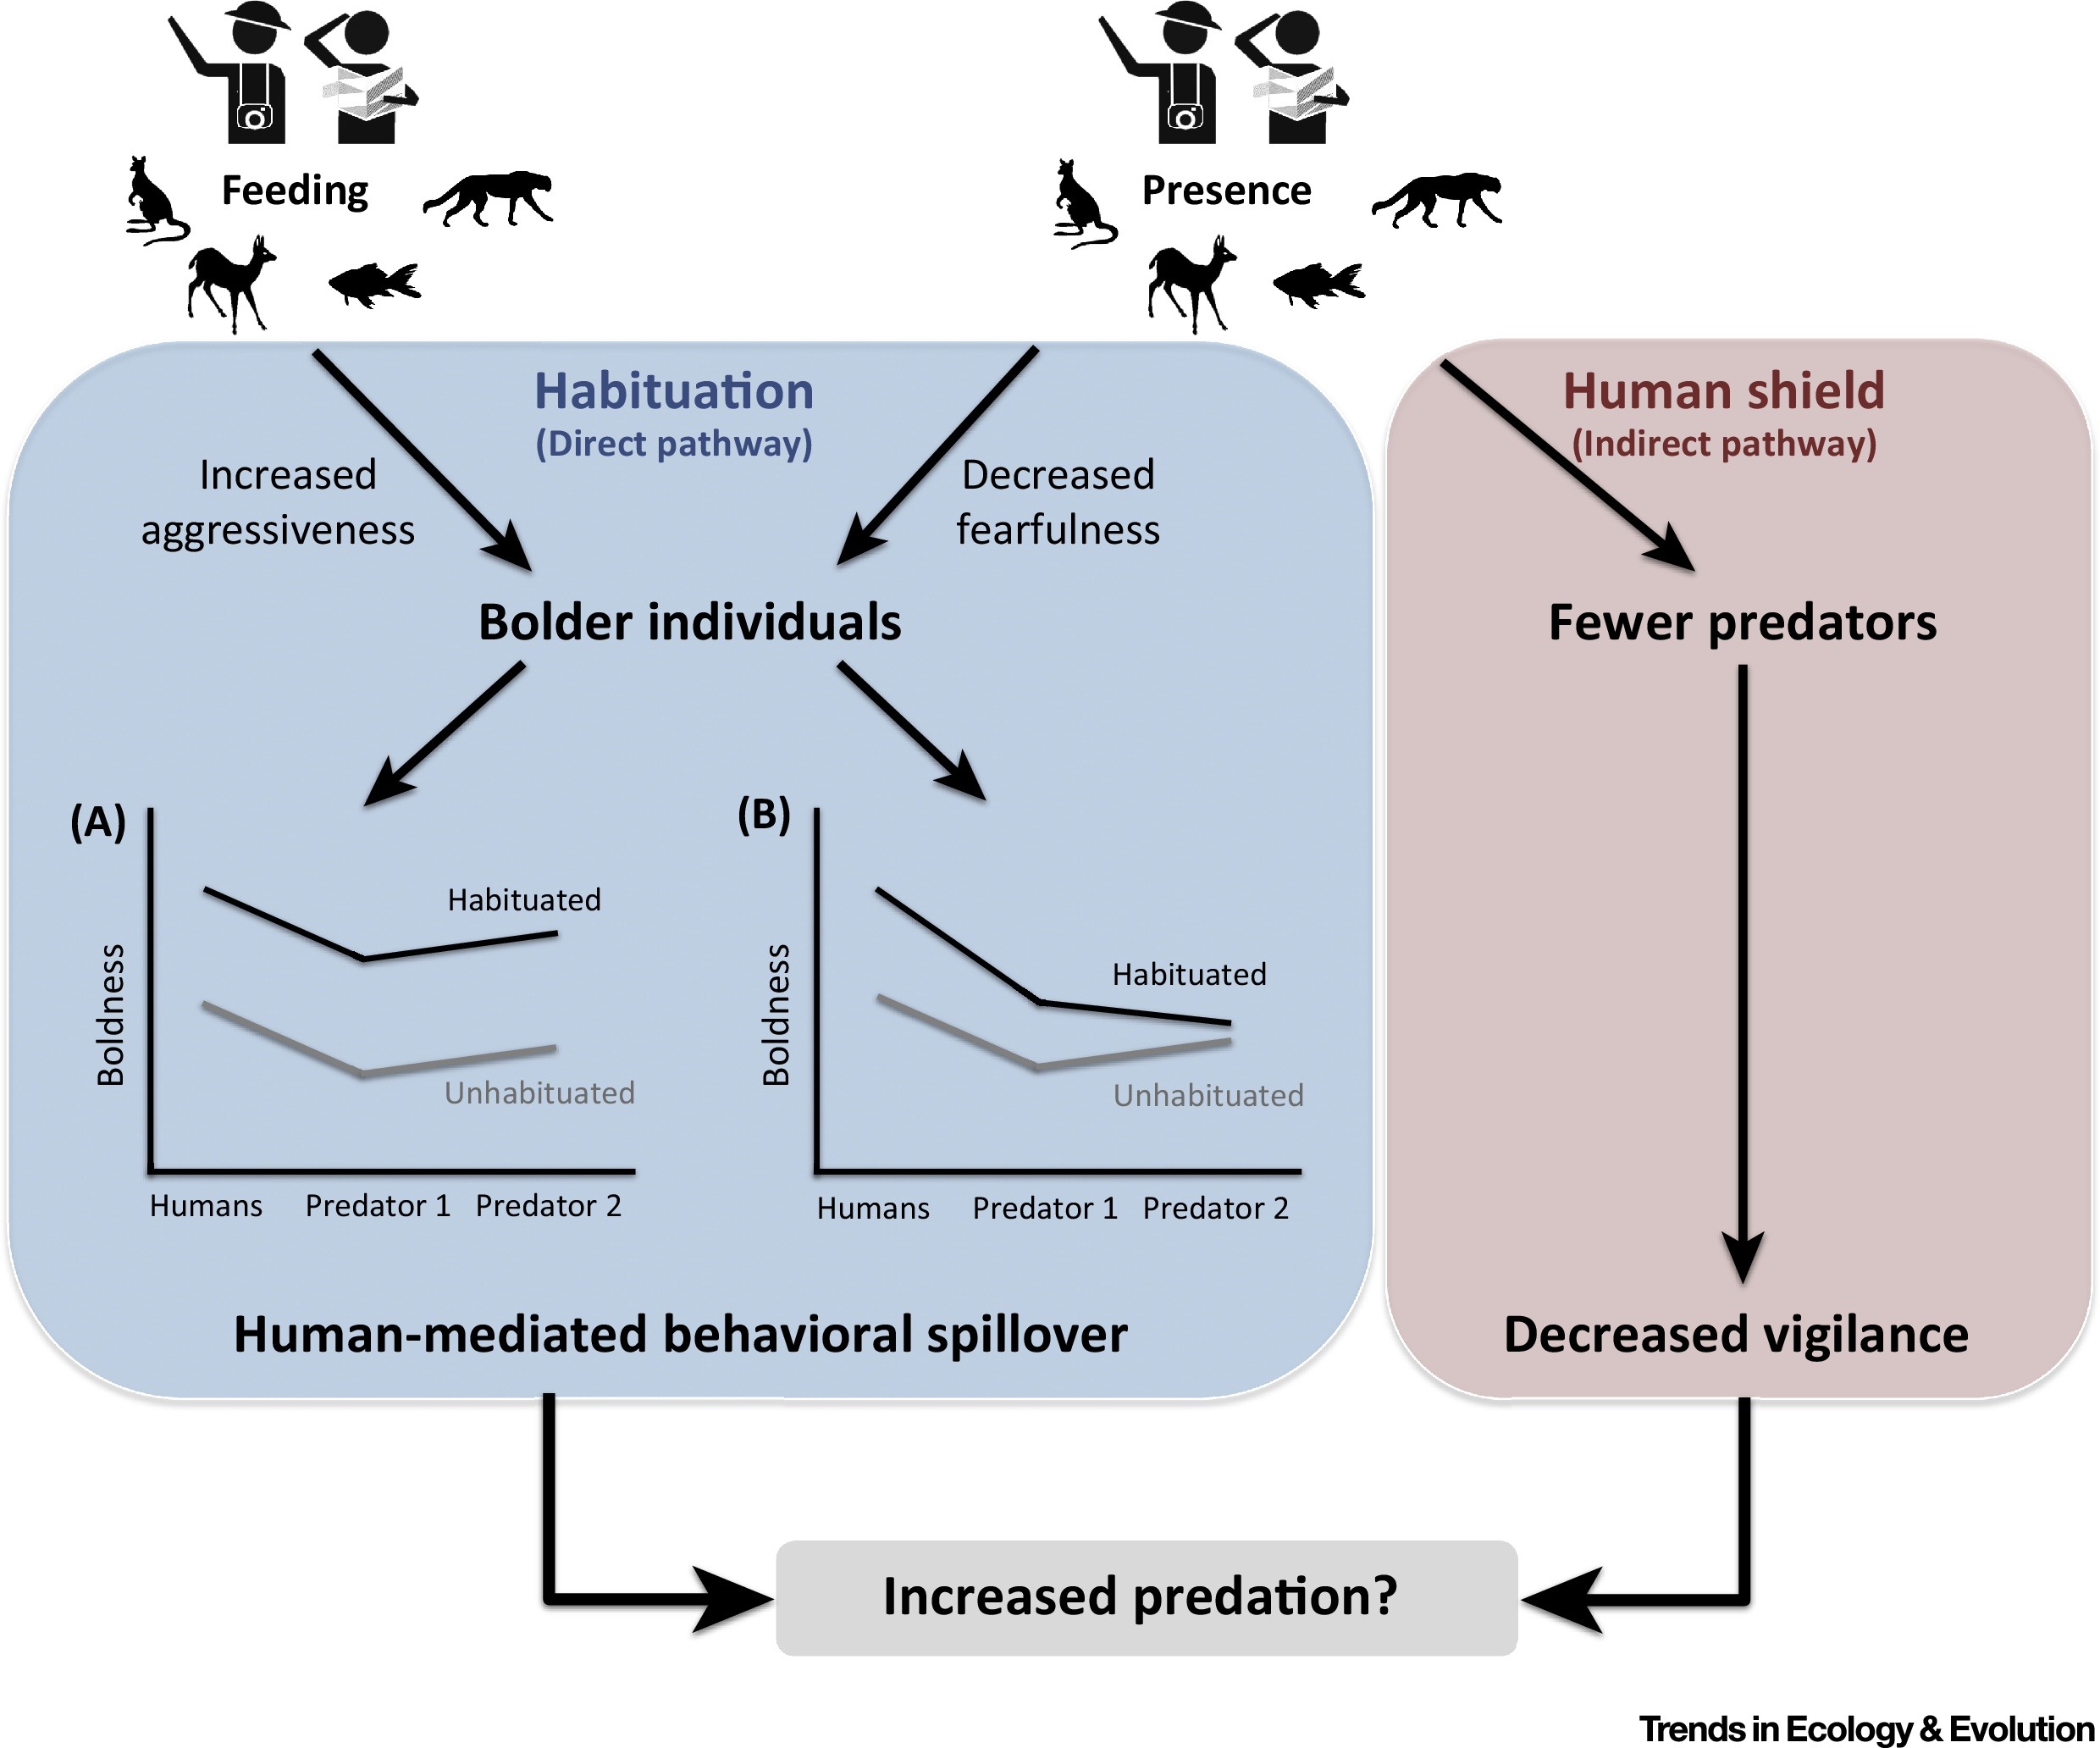 Feeding
Presence
Habituation
(Direct pathway)
Increased
aggressiveness
Decreased
fearfulness
Bolder individuals
(A)
Boldness
Habituated
Unhabituated
Humans Predator 1 Predator 2
(B)
Boldness
Habituated
Unhabituated
Humans Predator 1 Predator 2
Human-mediated behavioral spillover
Human shield
(Indirect pathway)
Fewer predators
Decreased vigilance
Increased predation?
Trends in Ecology & Evolution